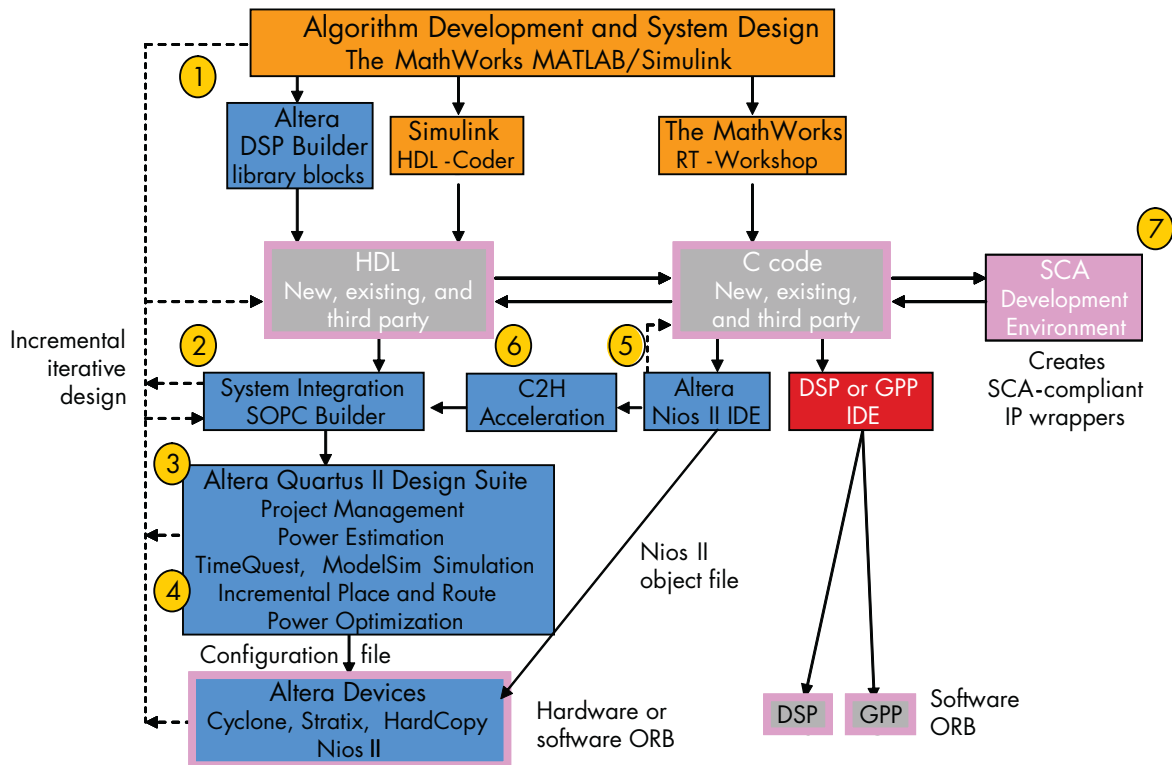 Algorithm Development and System Design
The MathWorks MATLAB/Simulink
1
Altera
DSP Builder
library blocks
Simulink
HDL -Coder
The MathWorks
RT -Workshop
7
HDL
New, existing, and
third party
C code
New, existing,
and third party
SCA
Development
Environment
Creates
SCA-compliant
IP wrappers
Incremental
iterative
design
2
System Integration
SOPC Builder
6
C2H
Acceleration
5
Altera
Nios II IDE
DSP or GPP
IDE
3
Altera Quartus II Design Suite
Project Management
Power Estimation
TimeQuest, ModelSim Simulation
4
Incremental Place and Route
Power Optimization
Nios II
object file
Configuration file
Altera Devices
Cyclone, Stratix, HardCopy
Nios II
Hardware or
software ORB
DSP
GPP
Software
ORB